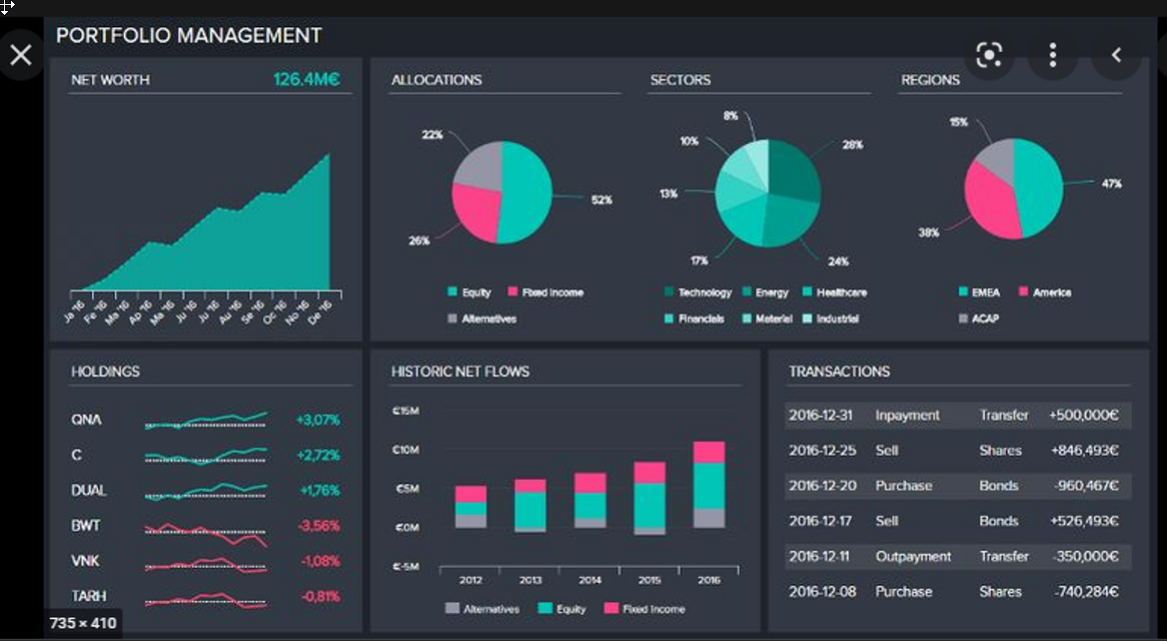 PORTFOLIO MANAGEMENT
NET WORTH 126.4M€
Ja '16 Fe '16 Ma '16 Ap '16 Ma '16 Ju '16 Ju '16 Au '16 Se '16 Oc '16 No '16 De '16
ALLOCATIONS
22%
52%
26%
Equity Fixed Income
Alternatives
SECTORS
8%
10%
28%
13%
17%
24%
Technology Energy Healthcare
Financials Material Industrial
REGIONS
15%
47%
38%
EMEA America
ACAP
HOLDINGS
QNA +3,07%
C +2,72%
DUAL +1,76%
BWT -3,56%
VNK -1,08%
TARH -0,81%
HISTORIC NET FLOWS
€15M
€10M
€5M
€0M
€-5M
2012 2013 2014 2015 2016
Alternatives Equity Fixed Income
TRANSACTIONS
2016-12-31 Inpayment Transfer +500,000€
2016-12-25 Sell Shares +846,493€
2016-12-20 Purchase Bonds -960,467€
2016-12-17 Sell Bonds +526,493€
2016-12-11 Outpayment Transfer -350,000€
2016-12-08 Purchase Shares -740,284€
735 × 410